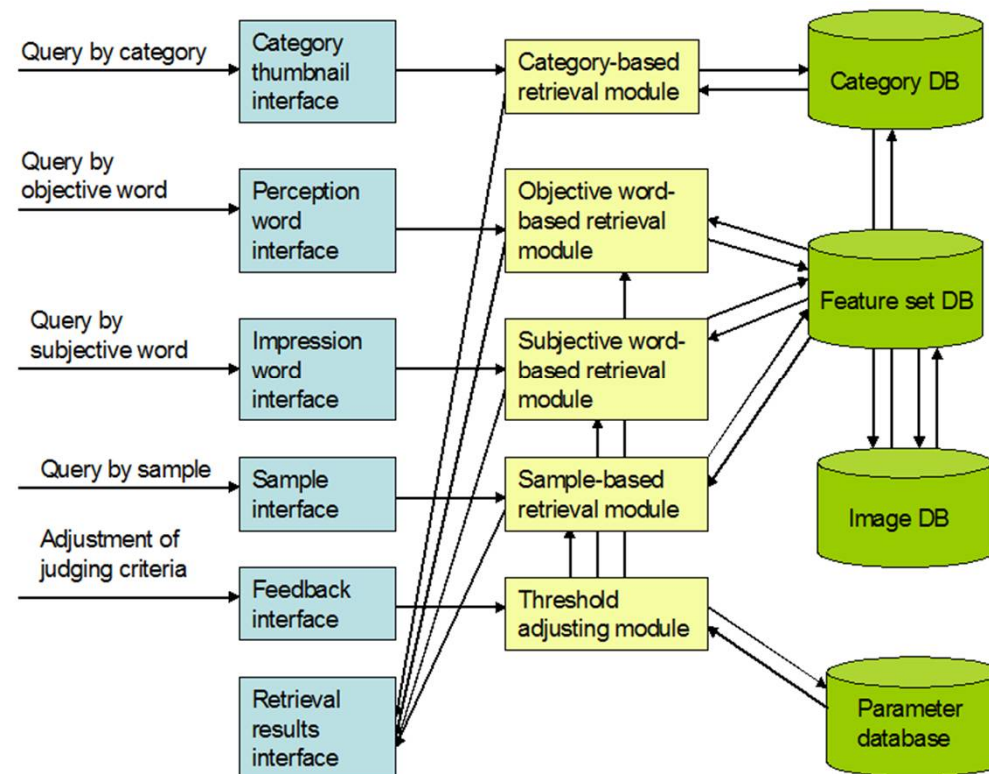 Query by category
Category
thumbnail
interface
Category-based
retrieval module
Category DB
Query by
objective word
Perception
word
interface
Objective word-
based retrieval
module
Feature set DB
Query by
subjective word
Impression
word
interface
Subjective word-
based retrieval
module
Query by sample
Sample
interface
Sample-based
retrieval module
Image DB
Adjustment of
judging criteria
Feedback
interface
Threshold
adjusting module
Retrieval
results
interface
Parameter
database